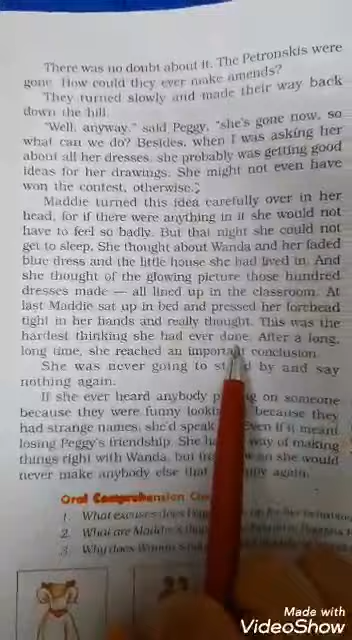 There was no doubt about it. The Petronskis were
gone. How could they ever make amends?
They turned slowly and made their way back
down the hill.
"Well, anyway," said Peggy, "she's gone now, so
what can we do? Besides, when I was asking her
about all her dresses, she probably was getting good
ideas for her drawings. She might not even have
won the contest, otherwise."
Maddie turned this idea carefully over in her
head, for if there were anything in it she would not
have to feel so badly. But that night she could not
get to sleep. She thought about Wanda and her faded
blue dress and the little house she had lived in. And
she thought of the glowing picture those hundred
dresses made — all lined up in the classroom. At
last Maddie sat up in bed and pressed her forehead
tight in her hands and really thought. This was the
hardest thinking she had ever done. After a long,
long time, she reached an important conclusion.
She was never going to stand by and say
nothing again.
If she ever heard anybody on someone
because they were funny looking because they
had strange names, she'd speak Even if it meant
losing Peggy's friendship. She had way of making
things right with Wanda, but from on she would
never make anybody else that again.
Oral Comprehension
1. What excuses does
2. What are Maddie's
3. Why does
Made with
VideoShow